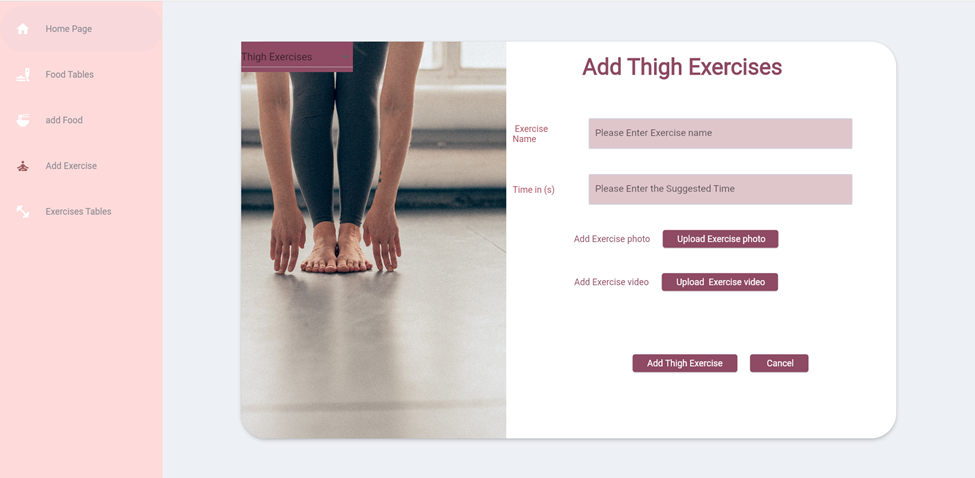 Home Page
Food Tables
add Food
Add Exercise
Exercises Tables
Thigh Exercises
Add Thigh Exercises
Exercise
Name
Please Enter Exercise name
Time in (s)
Please Enter the Suggested Time
Add Exercise photo
Upload Exercise photo
Add Exercise video
Upload Exercise video
Add Thigh Exercise
Cancel